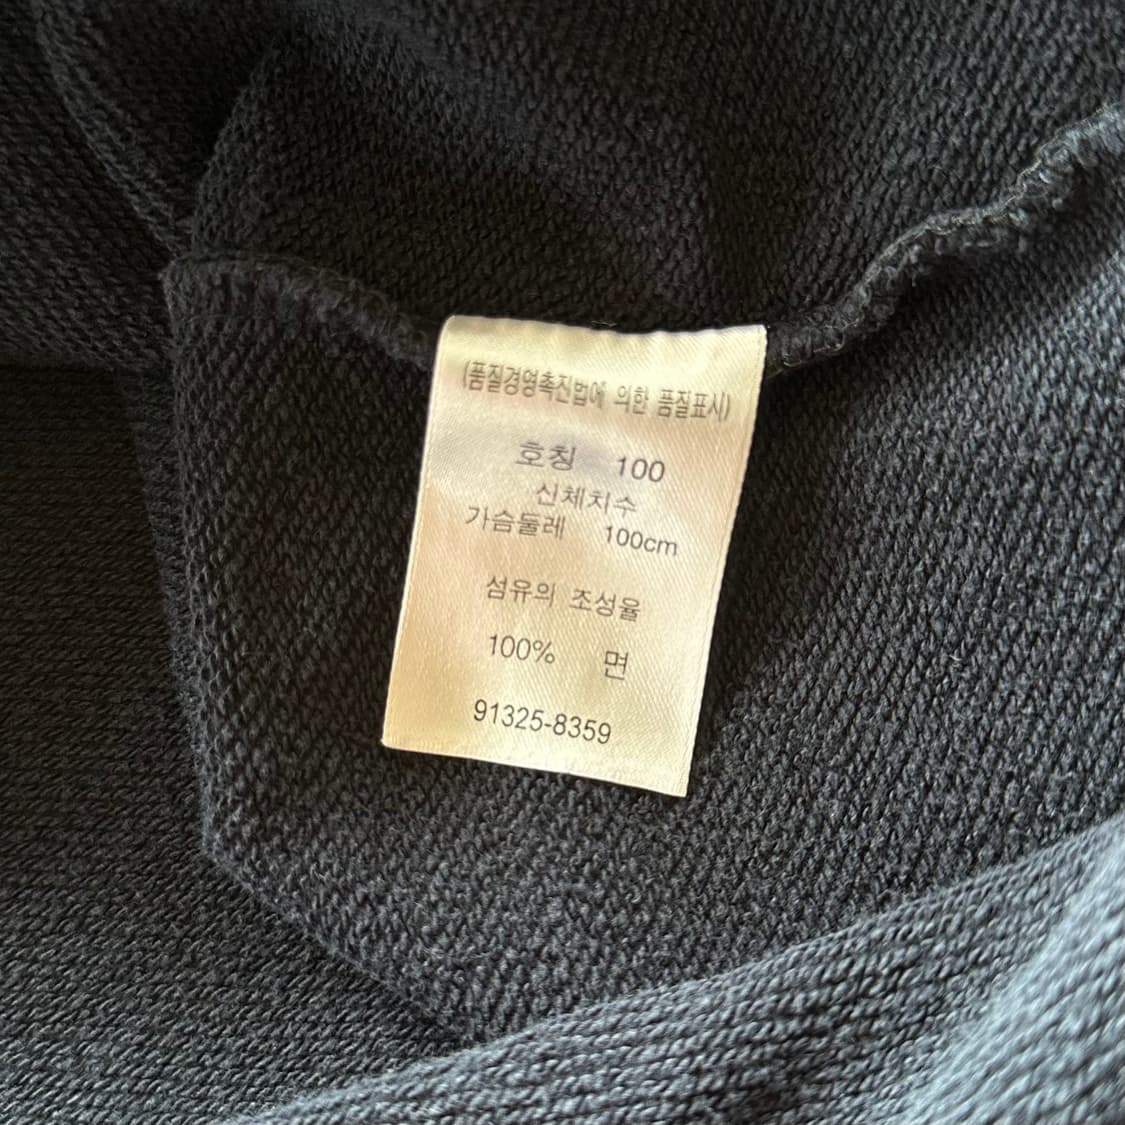 (품질경영촉진법에 의한 품질표시)
호칭 100
신체치수
가슴둘레 100cm
섬유의 조성율
100% 면
91325-8359